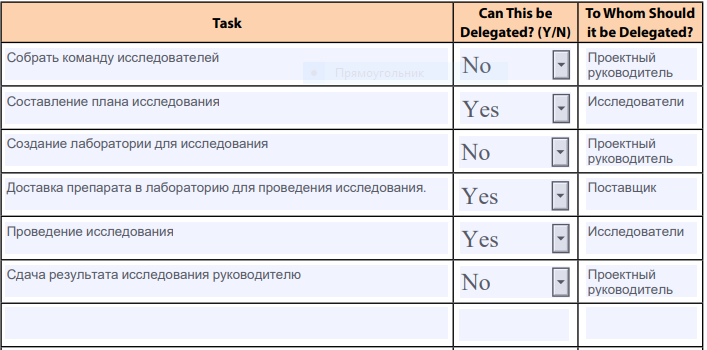 Task
Can This be
Delegated? (Y/N)
To Whom Should
it be Delegated?
Собрать команду исследователей
No
Проектный
руководитель
Прямоугольник
Составление плана исследования
Yes
Исследователи
Создание лаборатории для исследования
No
Проектный
руководитель
Доставка препарата в лабораторию для проведения исследования.
Yes
Поставщик
Проведение исследования
Yes
Исследователи
Сдача результата исследования руководителю
No
Проектный
руководитель